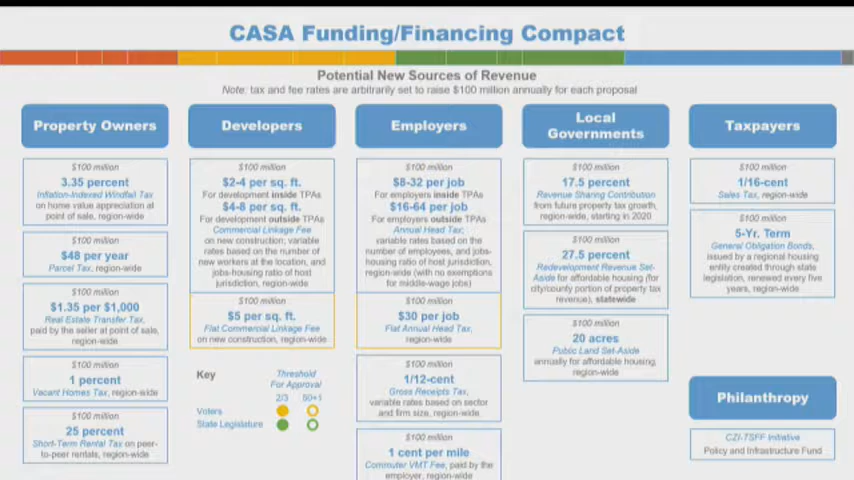 CASA Funding/Financing Compact
Potential New Sources of Revenue
Note: tax and fee rates are arbitrarily set to raise $100 million annually for each proposal
Property Owners
$100 million
3.35 percent
Inflation-Indexed Windfall Tax
on home value appreciation at
point of sale, region-wide
$100 million
$48 per year
Parcel Tax, region-wide
$100 million
$1.35 per $1,000
Real Estate Transfer Tax,
paid by the seller at point of sale,
region-wide
$100 million
1 percent
Vacant Homes Tax, region-wide
$100 million
25 percent
Short-Term Rental Tax on peer-
to-peer rentals, region-wide
Developers
$100 million
$2-4 per sq. ft.
For development inside TPAs
$4-8 per sq. ft.
For development outside TPAs
Commercial Linkage Fee
on new construction; variable
rates based on the number of
new workers at the location, and
jobs-housing ratio of host
jurisdiction, region-wide
$100 million
$5 per sq. ft.
Flat Commercial Linkage Fee
on new construction, region-wide
Key
Threshold
For Approval
2/3 50+1
Voters
State Legislature
Employers
$100 million
$8-32 per job
For employers inside TPAs
$16-64 per job
For employers outside TPAs
Annual Head Tax;
variable rates based on the
number of employees, and jobs-
housing ratio of host jurisdiction,
region-wide (with no exemptions
for middle-wage jobs)
$100 million
$30 per job
Flat Annual Head Tax,
region-wide
$100 million
1/12-cent
Gross Receipts Tax,
variable rates based on sector
and firm size, region-wide
$100 million
1 cent per mile
Commuter VMT Fee, paid by the
employer, region-wide
Local
Governments
$100 million
17.5 percent
Revenue Sharing Contribution
from future property tax growth,
region-wide, starting in 2020
$100 million
27.5 percent
Redevelopment Revenue Set-
Aside for affordable housing (for
city/county portion of property tax
revenue), statewide
$100 million
20 acres
Public Land Set-Aside
annually for affordable housing,
region-wide
Taxpayers
$100 million
1/16-cent
Sales Tax, region-wide
$100 million
5-Yr. Term
General Obligation Bonds,
issued by a regional housing
entity created through state
legislation, renewed every five
years, region-wide
Philanthropy
CZI-TSFF Initiative
Policy and Infrastructure Fund